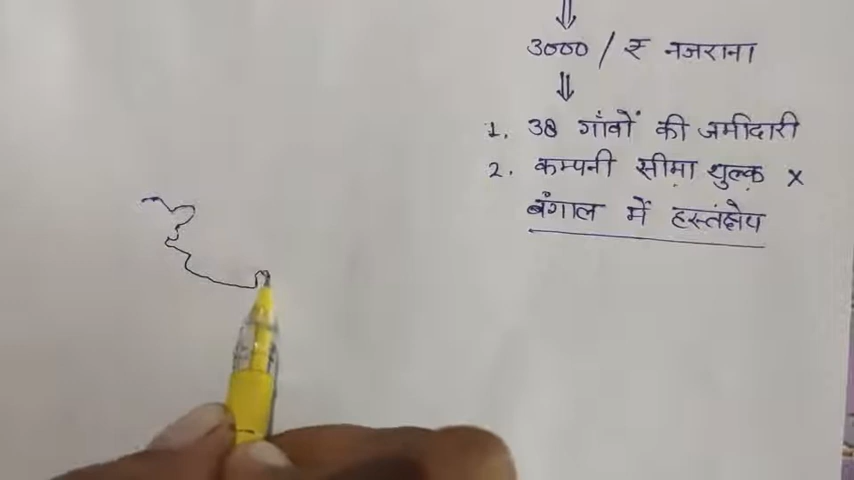 ⇓
3000 / ₹ नजराना
⇓
1. 38 गाँवों की जमीदारी
2. कम्पनी सीमा शुल्क x
बंगाल में हस्तक्षेप